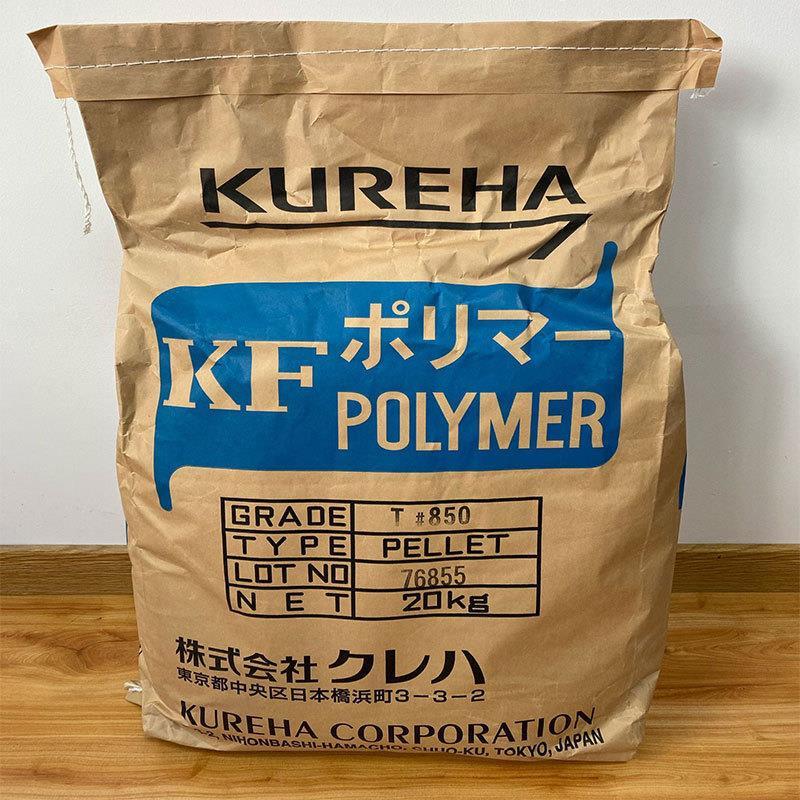 KUREHA
KF ポリマー
POLYMER
GRADE T #850
TYPE PELLET
LOT NO 76855
NET 20kg
株式会社 クレハ
東京都中央区日本橋浜町3-3-2
KUREHA CORPORATION
-2, NIHONBASHI-HAMACHO, CHUO-KU, TOKYO, JAPAN